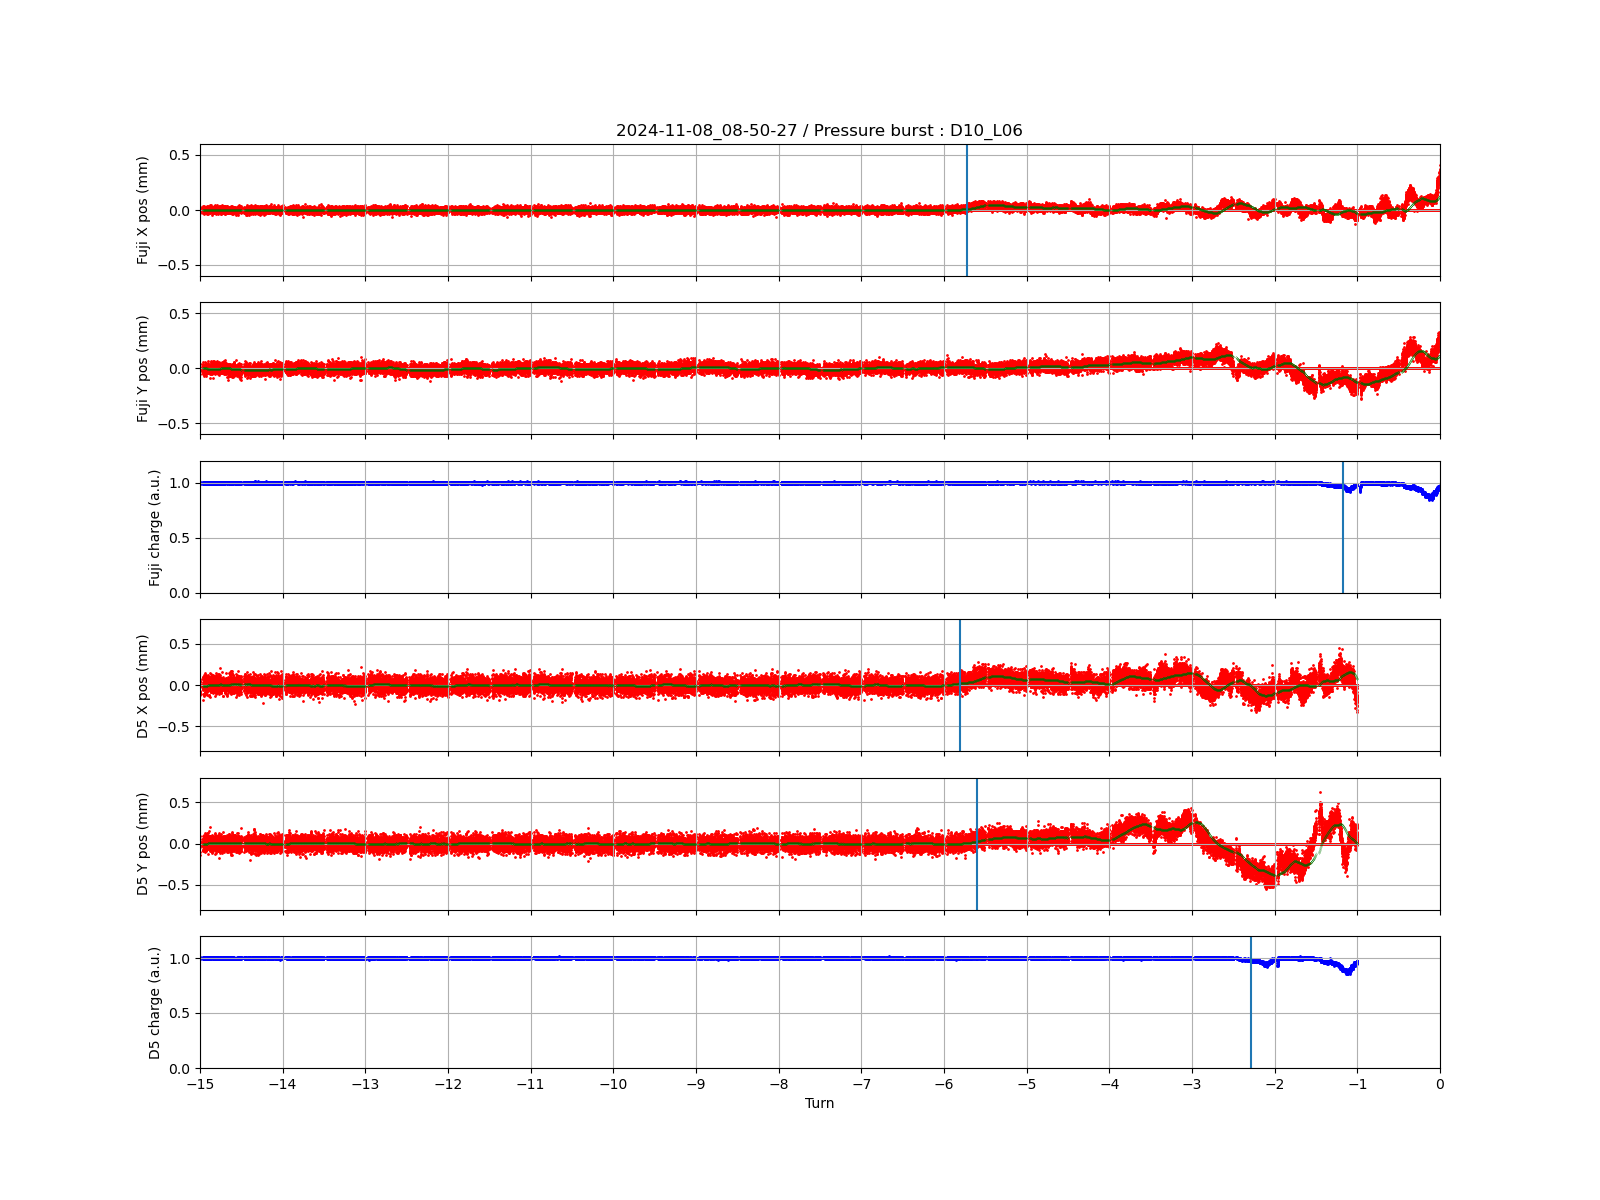 2024-11-08_08-50-27 / Pressure burst : D10_L06
Fuji X pos (mm)
0.5
0.0
−0.5
Fuji Y pos (mm)
0.5
0.0
−0.5
Fuji charge (a.u.)
1.0
0.5
0.0
D5 X pos (mm)
0.5
0.0
−0.5
D5 Y pos (mm)
0.5
0.0
−0.5
D5 charge (a.u.)
1.0
0.5
0.0
−15 −14 −13 −12 −11 −10 −9 −8 −7 −6 −5 −4 −3 −2 −1 0
Turn